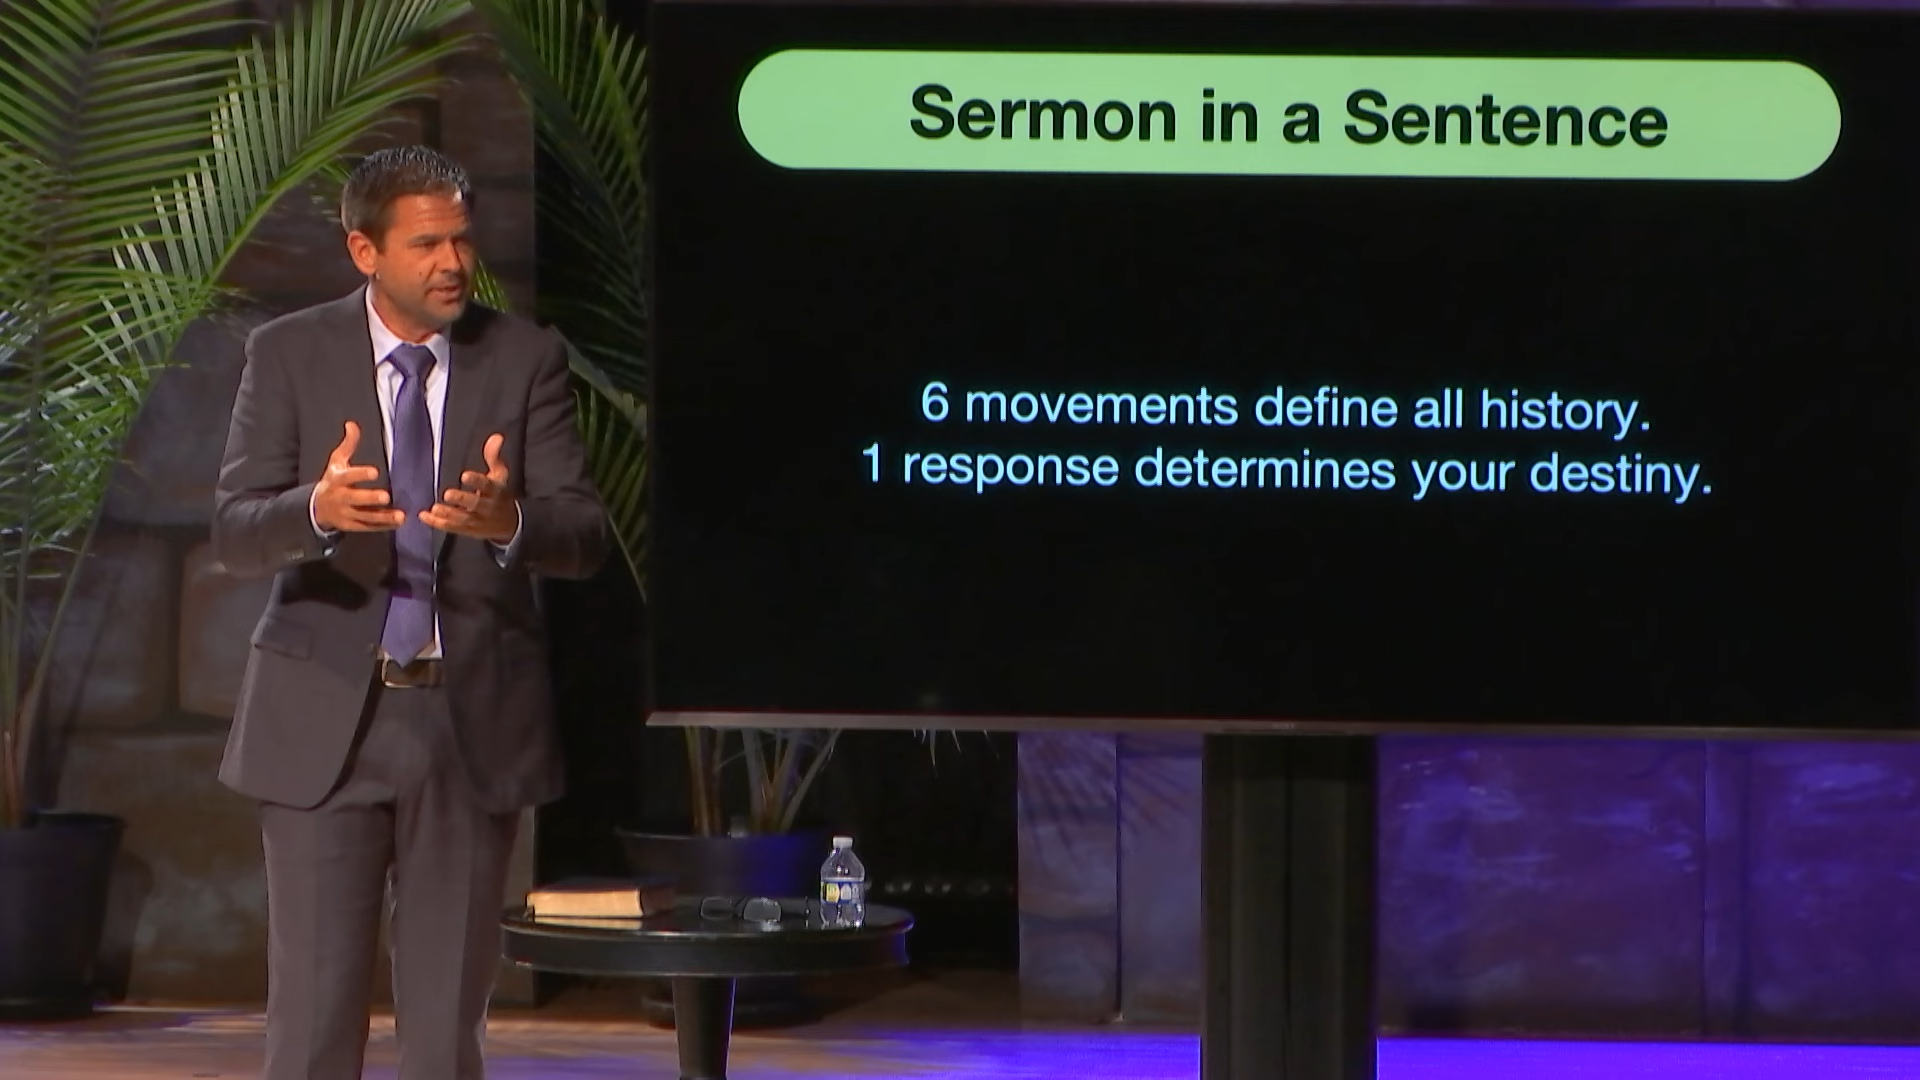 Sermon in a Sentence
6 movements define all history.
1 response determines your destiny.